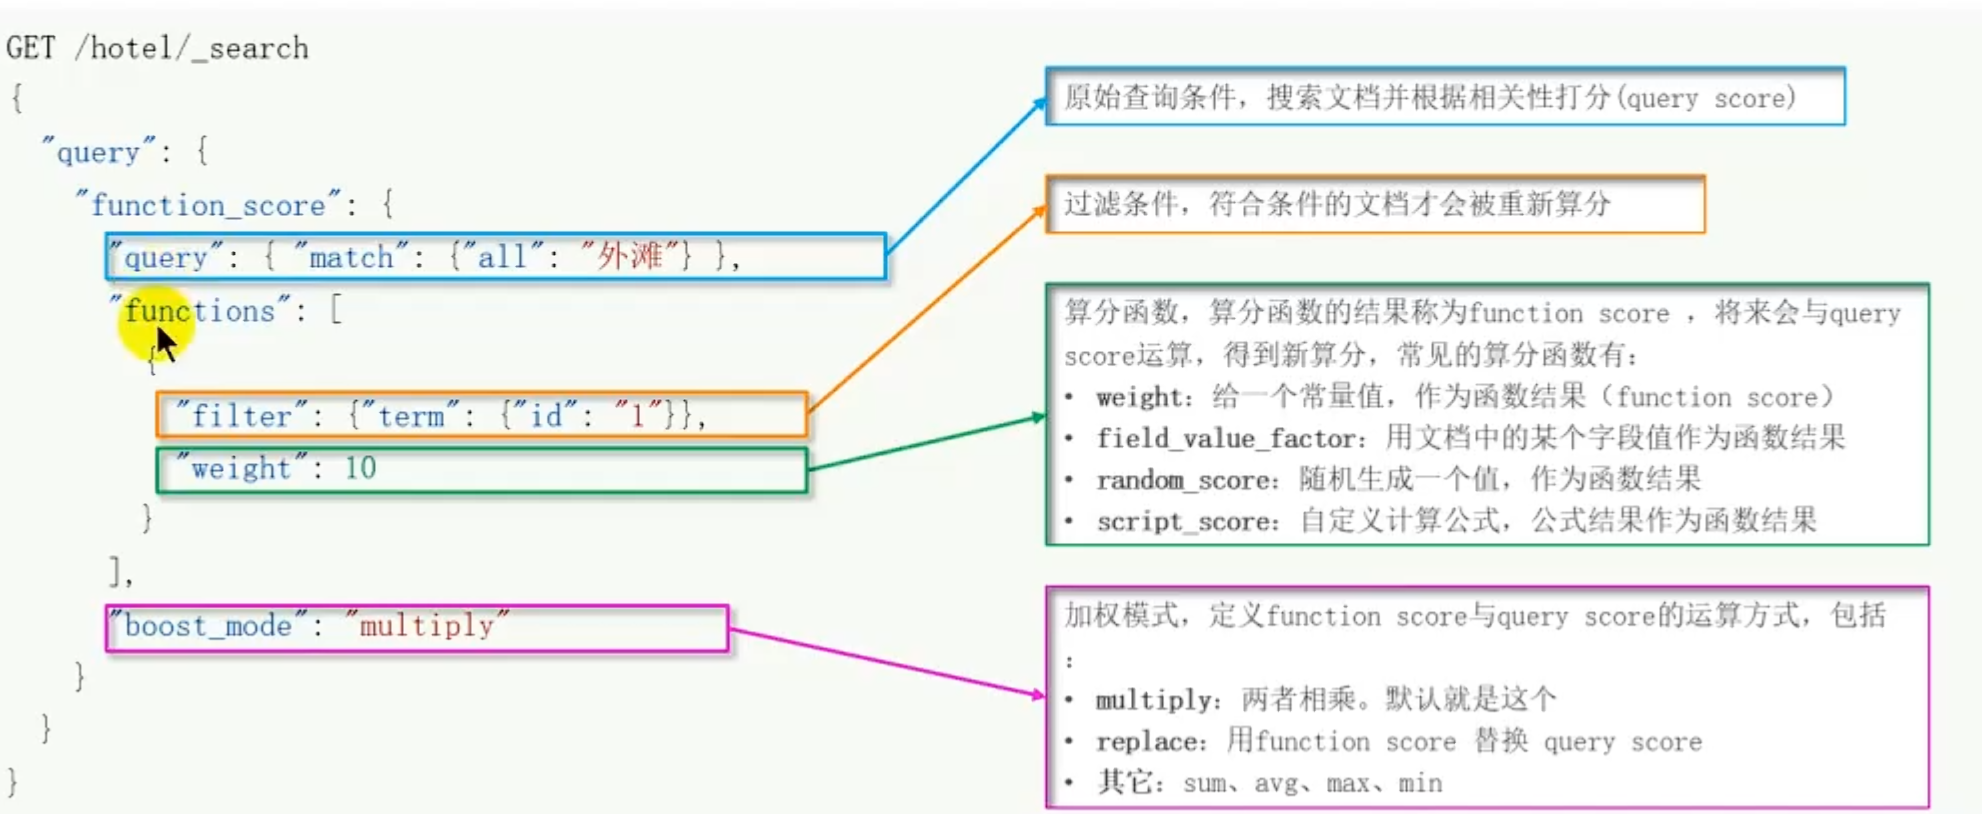 GET /hotel/_search
{
"query": {
"function_score": {
"query": { "match": {"all": "外滩"} },
"functions": [
{
"filter": {"term": {"id": "1"}},
"weight": 10
}
],
"boost_mode": "multiply"
}
}
}
原始查询条件，搜索文档并根据相关性打分(query score)
过滤条件，符合条件的文档才会被重新算分
算分函数，算分函数的结果称为function score ，将来会与query
score运算，得到新算分，常见的算分函数有：
• weight：给一个常量值，作为函数结果（function score）
• field_value_factor：用文档中的某个字段值作为函数结果
• random_score：随机生成一个值，作为函数结果
• script_score：自定义计算公式，公式结果作为函数结果
加权模式，定义function score与query score的运算方式，包括
：
• multiply：两者相乘。默认就是这个
• replace：用function score 替换 query score
• 其它：sum、avg、max、min